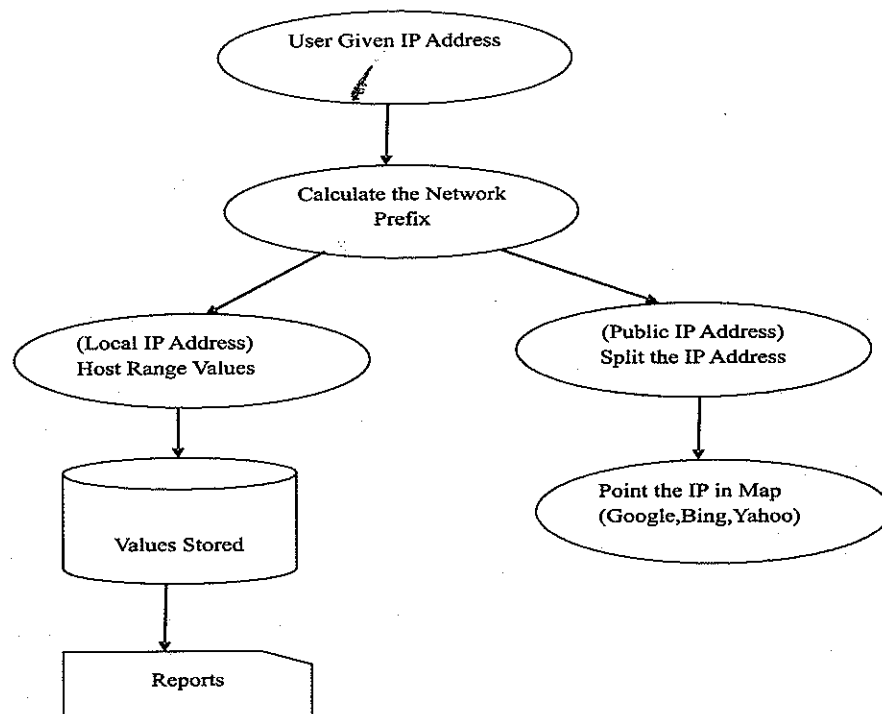 User Given IP Address
Calculate the Network
Prefix
(Local IP Address)
Host Range Values
(Public IP Address)
Split the IP Address
Values Stored
Point the IP in Map
(Google,Bing,Yahoo)
Reports